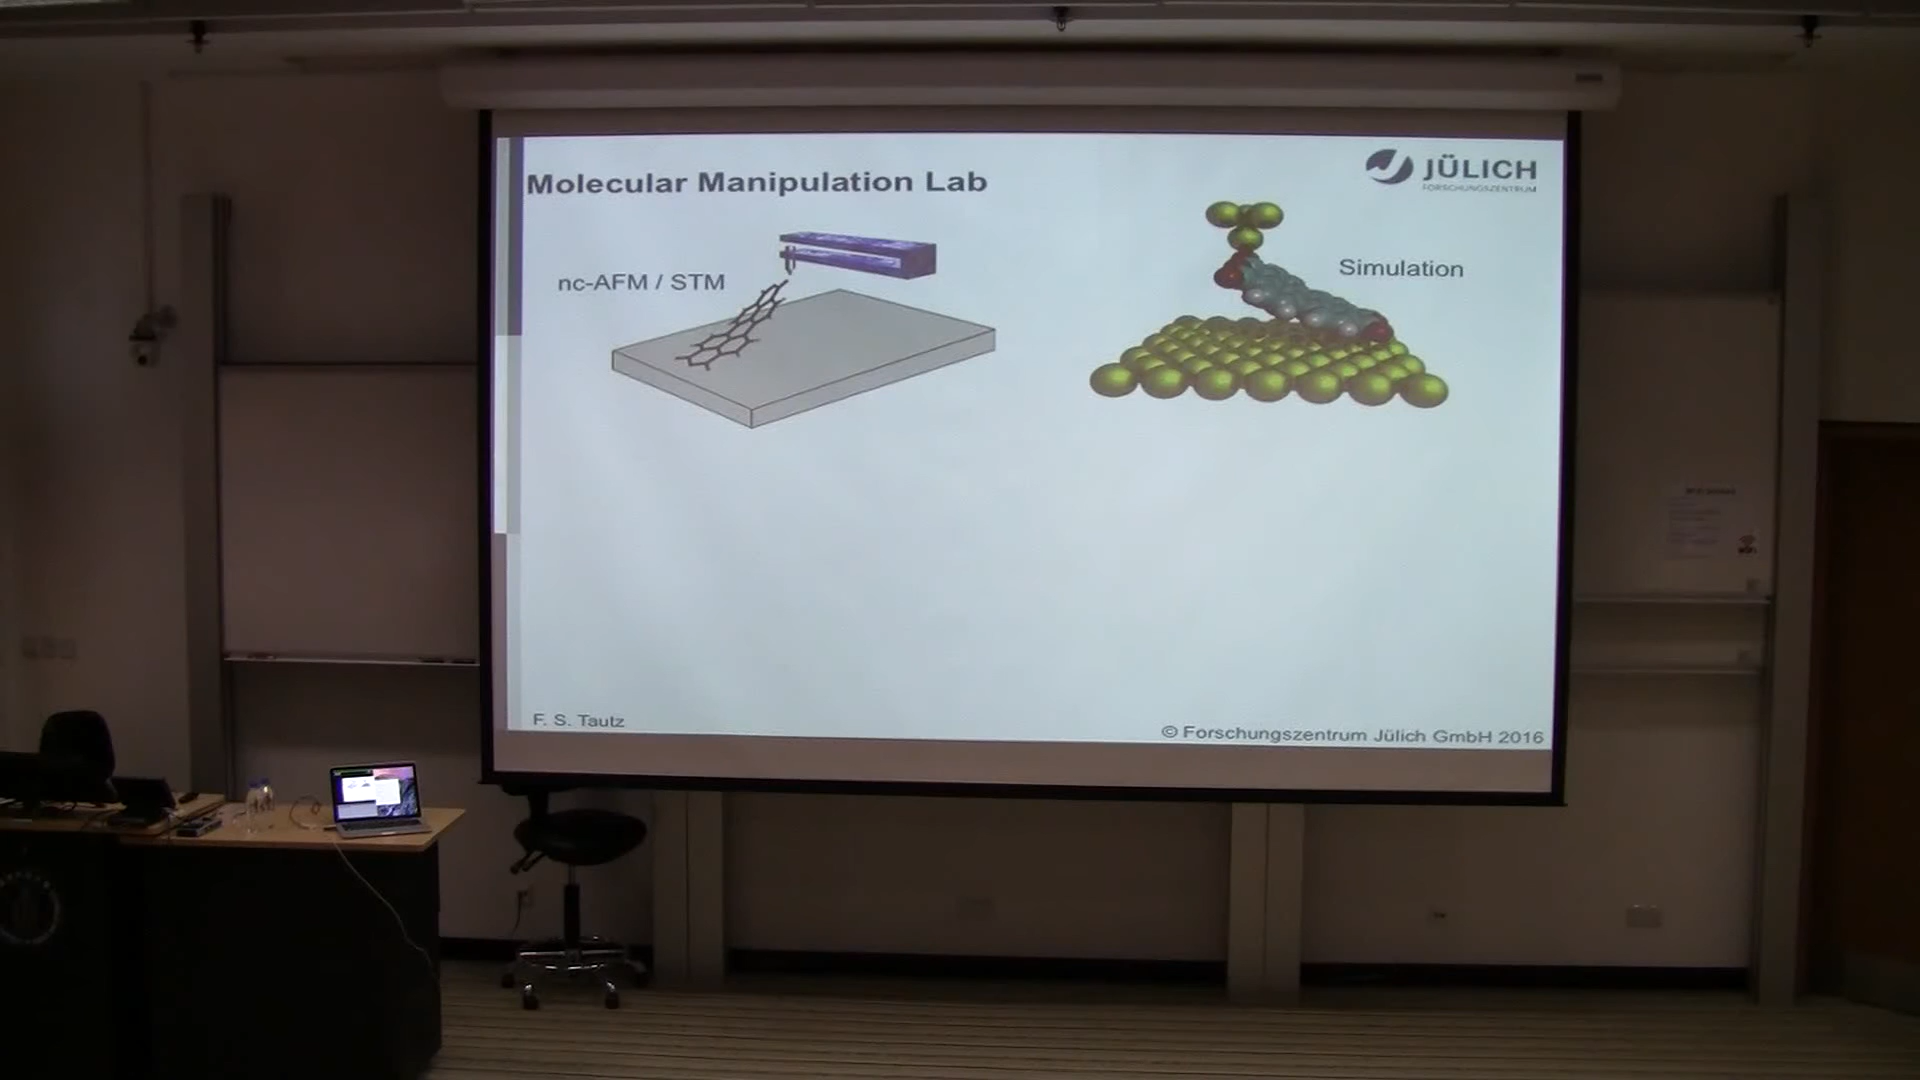 Molecular Manipulation Lab
JÜLICH
FORSCHUNGSZENTRUM
nc-AFM / STM
Simulation
F. S. Tautz
© Forschungszentrum Jülich GmbH 2016